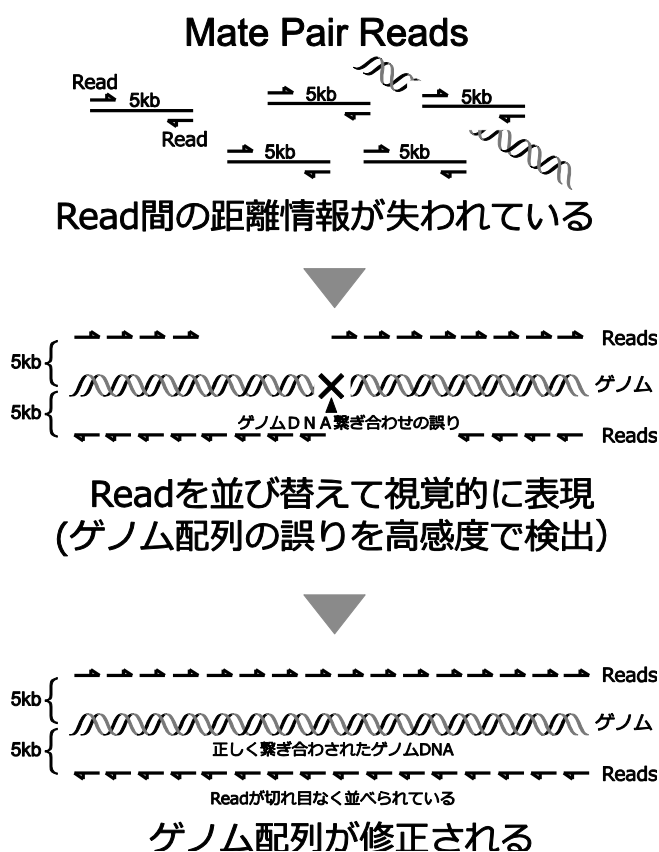 Mate Pair Reads
Read
5kb
Read
5kb
5kb
5kb
5kb
Read間の距離情報が失われている
Reads
5kb
ゲノム
5kb
ゲノムDNA繋ぎ合わせの誤り
Reads
Readを並び替えて視覚的に表現
(ゲノム配列の誤りを高感度で検出)
Reads
5kb
ゲノム
5kb
正しく繋ぎ合わされたゲノムDNA
Reads
Readが切れ目なく並べられている
ゲノム配列が修正される